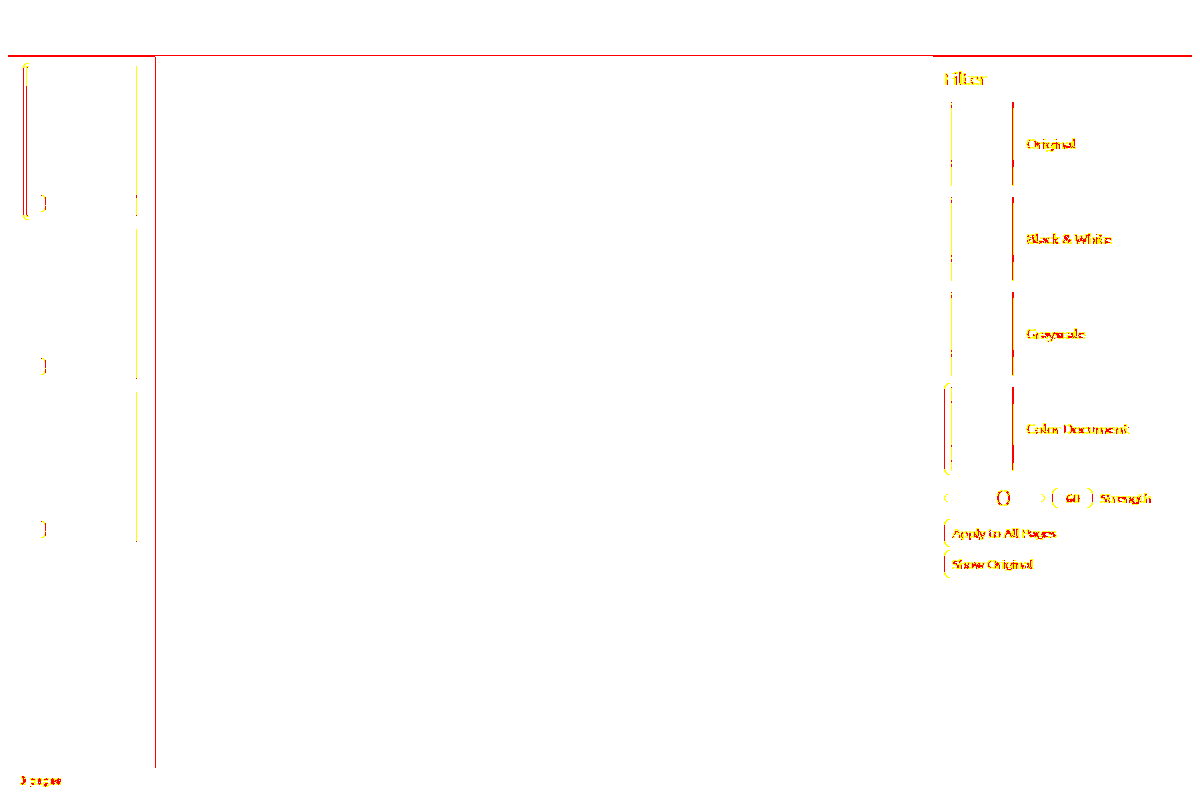 Filter
Original
Black & White
Grayscale
Color Document
60 Strength
Apply to All Pages
Show Original
3 pages